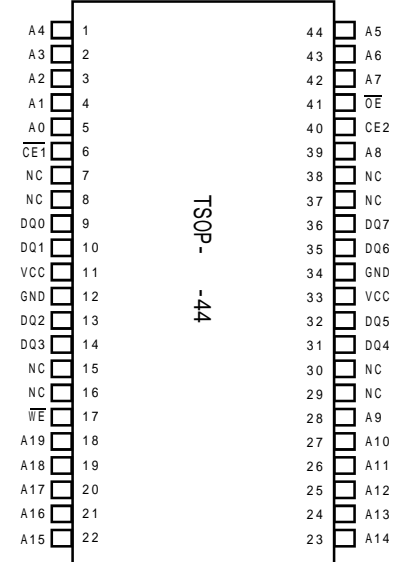 A4 1 44 A5
A3 2 43 A6
A2 3 42 A7
A1 4 41 O̅E̅
A0 5 40 CE2
C̅E̅1̅ 6 39 A8
NC 7 38 NC
NC 8 37 NC
DQ0 9 36 DQ7
DQ1 10 35 DQ6
VCC 11 34 GND
GND 12 33 VCC
DQ2 13 32 DQ5
DQ3 14 31 DQ4
NC 15 30 NC
NC 16 29 NC
W̅E̅ 17 28 A9
A19 18 27 A10
A18 19 26 A11
A17 20 25 A12
A16 21 24 A13
A15 22 23 A14
TSOP- -44